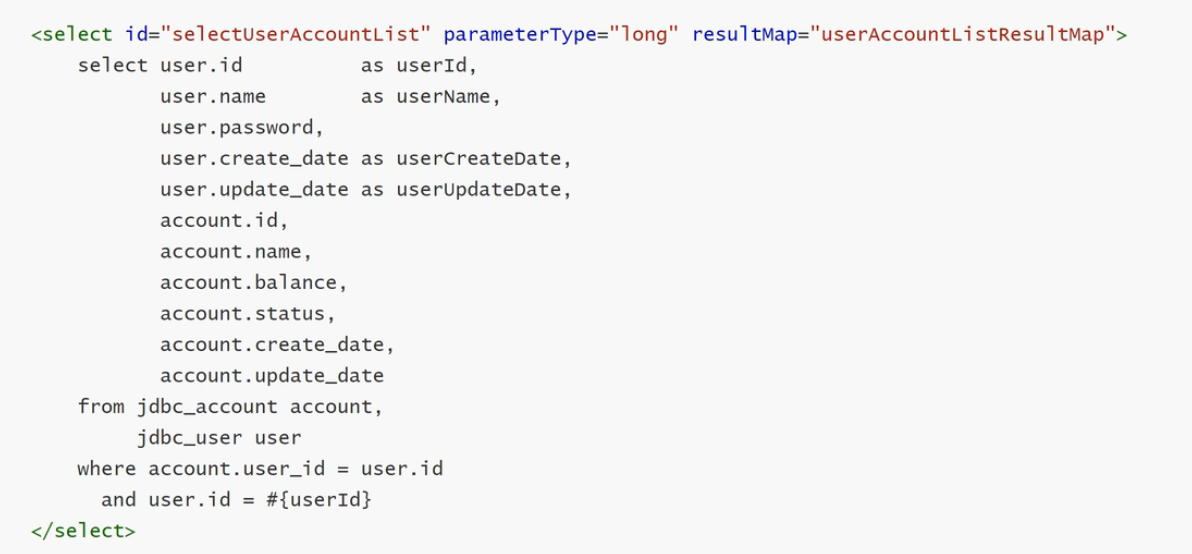 <select id="selectUserAccountList" parameterType="long" resultMap="userAccountListResultMap">
    select user.id          as userId,
           user.name        as userName,
           user.password,
           user.create_date as userCreateDate,
           user.update_date as userUpdateDate,
           account.id,
           account.name,
           account.balance,
           account.status,
           account.create_date,
           account.update_date
    from jdbc_account account,
         jdbc_user user
    where account.user_id = user.id
      and user.id = #{userId}
</select>